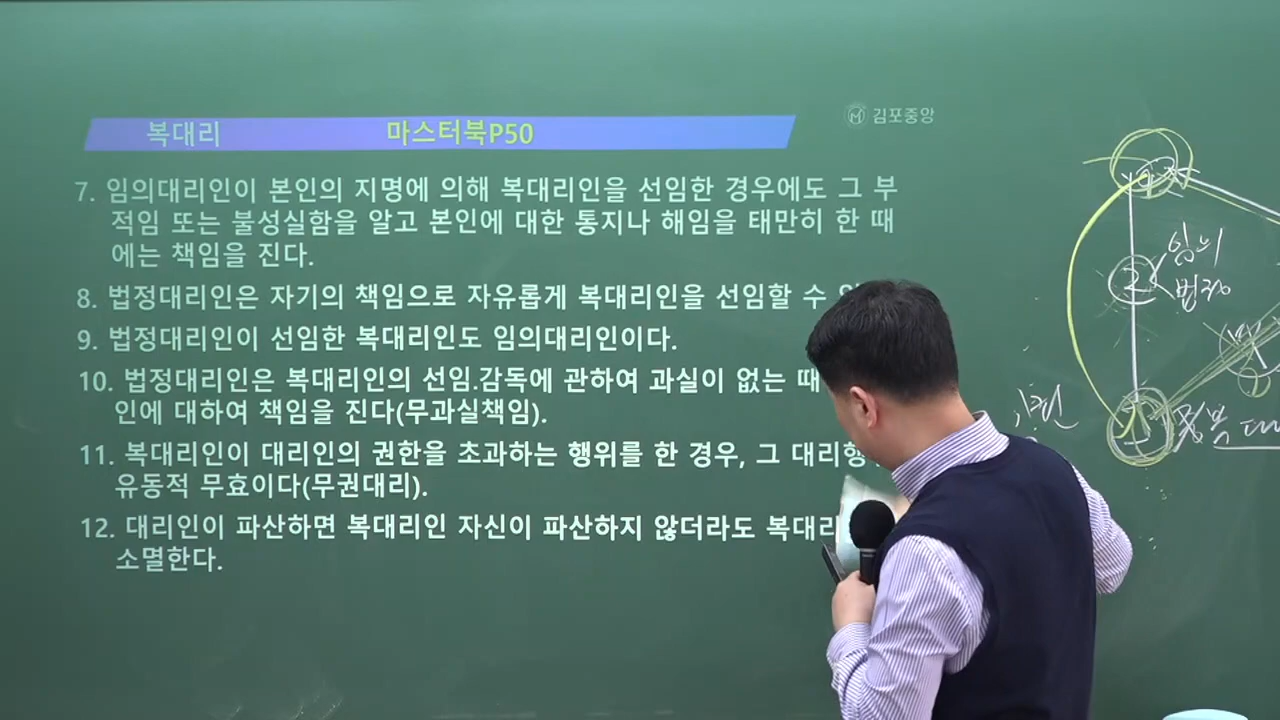 복대리 마스터북P50
김포중앙
7. 임의대리인이 본인의 지명에 의해 복대리인을 선임한 경우에도 그 부
적임 또는 불성실함을 알고 본인에 대한 통지나 해임을 태만히 한 때
에는 책임을 진다.
8. 법정대리인은 자기의 책임으로 자유롭게 복대리인을 선임할 수
9. 법정대리인이 선임한 복대리인도 임의대리인이다.
10. 법정대리인은 복대리인의 선임.감독에 관하여 과실이 없는 때
인에 대하여 책임을 진다(무과실책임).
11. 복대리인이 대리인의 권한을 초과하는 행위를 한 경우, 그 대리행
유동적 무효이다(무권대리).
12. 대리인이 파산하면 복대리인 자신이 파산하지 않더라도 복대리
소멸한다.
임의
법정